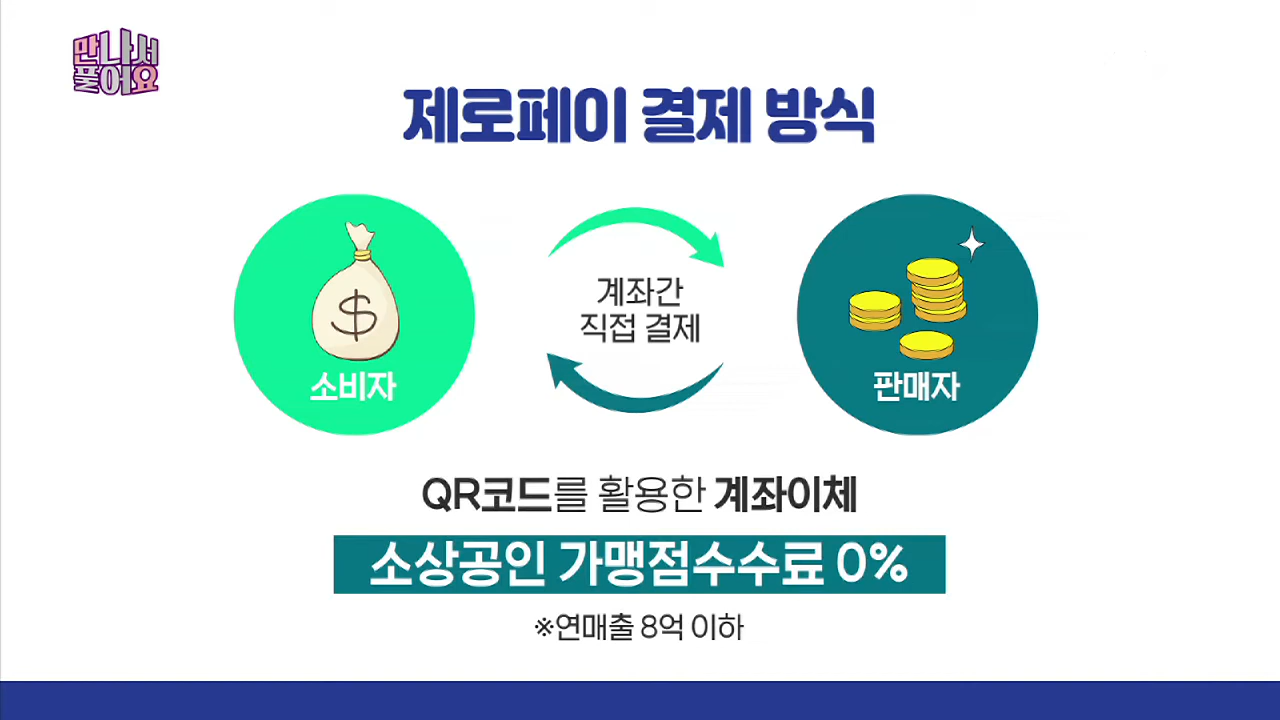 만나서
풀어요
제로페이 결제 방식
계좌간
직접 결제
소비자
판매자
QR코드를 활용한 계좌이체
소상공인 가맹점수수료 0%
※연매출 8억 이하